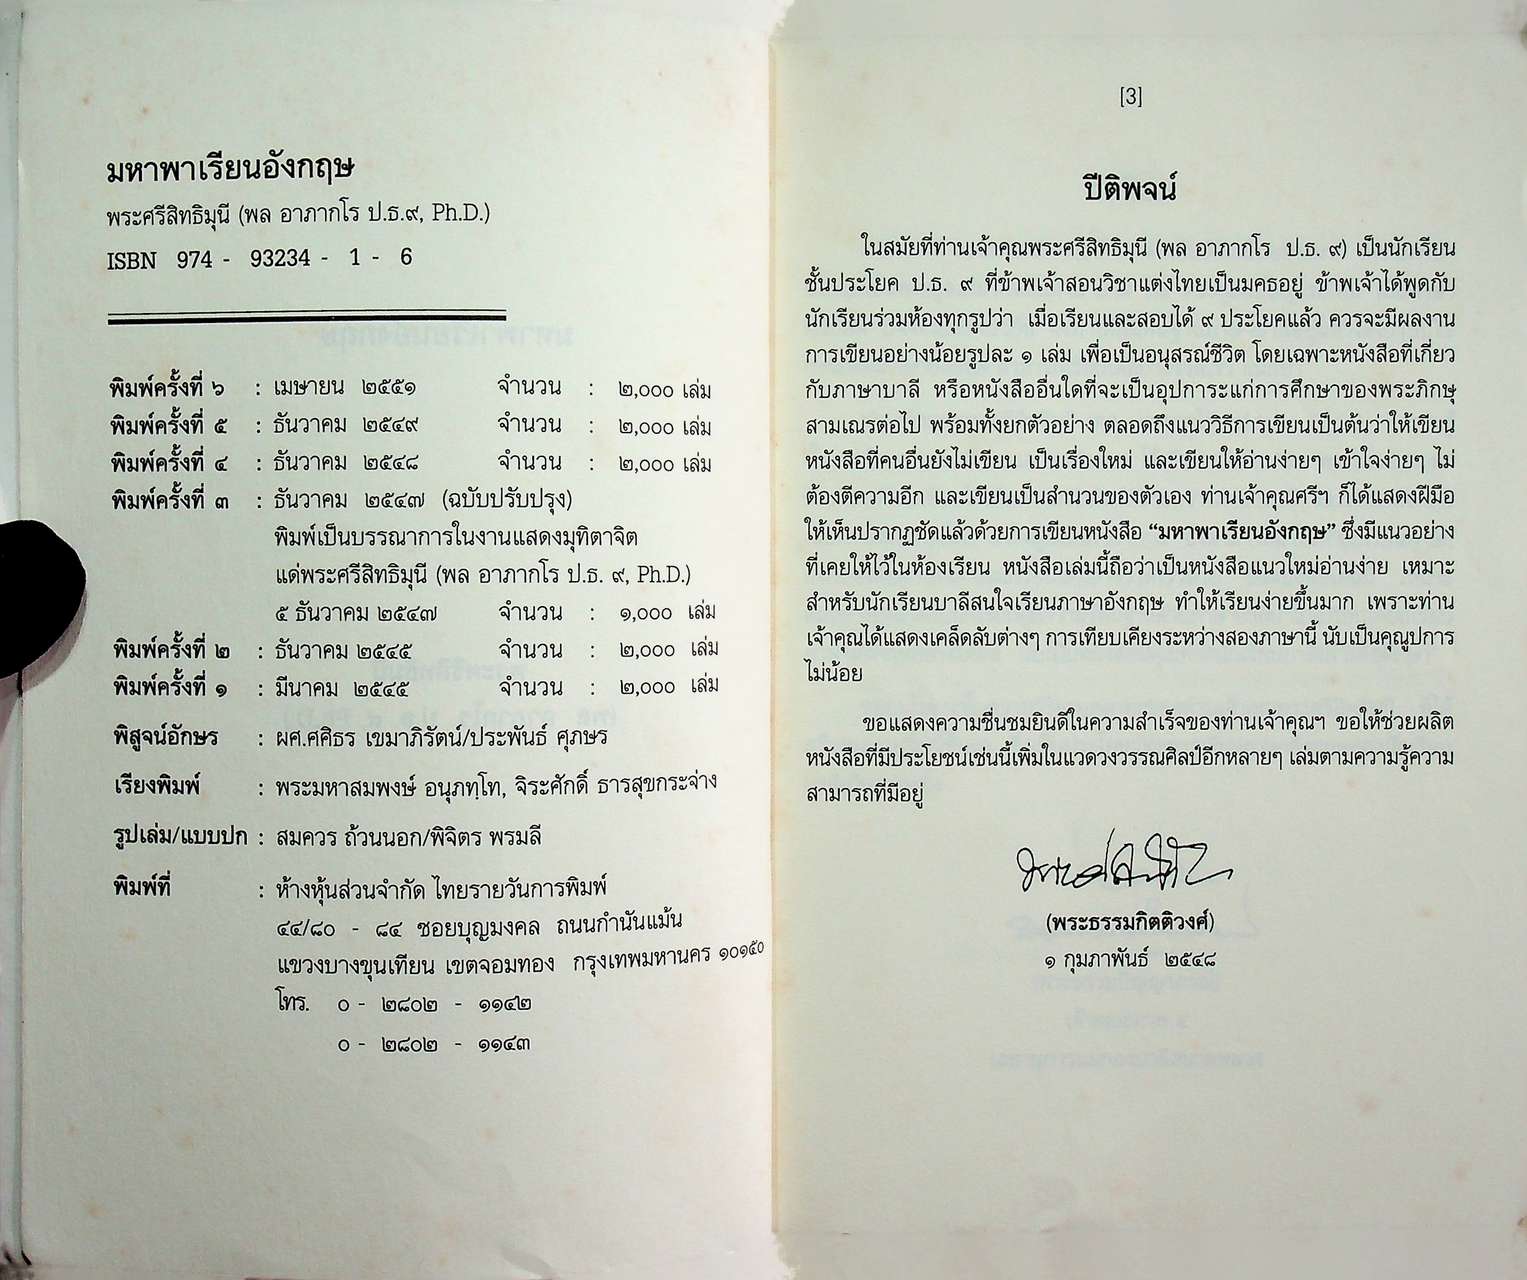 มหาพาเรียนอังกฤษ
พระศรีสิทธิมุนี (พล อาภากโร ป.ธ.๙, Ph.D.)
ISBN 974 - 93234 - 1 - 6
พิมพ์ครั้งที่ ๖ : เมษายน ๒๕๕๑ จำนวน : ๒,๐๐๐ เล่ม
พิมพ์ครั้งที่ ๕ : ธันวาคม ๒๕๔๙ จำนวน : ๒,๐๐๐ เล่ม
พิมพ์ครั้งที่ ๔ : ธันวาคม ๒๕๔๘ จำนวน : ๒,๐๐๐ เล่ม
พิมพ์ครั้งที่ ๓ : ธันวาคม ๒๕๔๗ (ฉบับปรับปรุง)
พิมพ์เป็นบรรณาการในงานแสดงมุทิตาจิต
แด่พระศรีสิทธิมุนี (พล อาภากโร ป.ธ. ๙, Ph.D.)
๕ ธันวาคม ๒๕๔๗ จำนวน : ๑,๐๐๐ เล่ม
พิมพ์ครั้งที่ ๒ : ธันวาคม ๒๕๔๕ จำนวน : ๒,๐๐๐ เล่ม
พิมพ์ครั้งที่ ๑ : มีนาคม ๒๕๔๕ จำนวน : ๒,๐๐๐ เล่ม
พิสูจน์อักษร : ผศ.ศศิธร เขมาภิรัตน์/ประพันธ์ ศุภษร
เรียงพิมพ์ : พระมหาสมพงษ์ อนุภทฺโท, จิระศักดิ์ ธารสุขกระจ่าง
รูปเล่ม/แบบปก : สมควร ถ้วนนอก/พิจิตร พรมลี
พิมพ์ที่ : ห้างหุ้นส่วนจำกัด ไทยรายวันการพิมพ์
๔๔/๘๐ - ๘๔ ซอยบุญมงคล ถนนกำนันแม้น
แขวงบางขุนเทียน เขตจอมทอง กรุงเทพมหานคร ๑๐๑๕๐
โทร. ๐ - ๒๘๐๒ - ๑๑๔๒
๐ - ๒๘๐๒ - ๑๑๔๓
[3]
ปีติพจน์
ในสมัยที่ท่านเจ้าคุณพระศรีสิทธิมุนี (พล อาภากโร ป.ธ. ๙) เป็นนักเรียน
ชั้นประโยค ป.ธ. ๙ ที่ข้าพเจ้าสอนวิชาแต่งไทยเป็นมคธอยู่ ข้าพเจ้าได้พูดกับ
นักเรียนร่วมห้องทุกรูปว่า เมื่อเรียนและสอบได้ ๙ ประโยคแล้ว ควรจะมีผลงาน
การเขียนอย่างน้อยรูปละ ๑ เล่ม เพื่อเป็นอนุสรณ์ชีวิต โดยเฉพาะหนังสือที่เกี่ยว
กับภาษาบาลี หรือหนังสืออื่นใดที่จะเป็นอุปการะแก่การศึกษาของพระภิกษุ
สามเณรต่อไป พร้อมทั้งยกตัวอย่าง ตลอดถึงแนววิธีการเขียนเป็นต้นว่าให้เขียน
หนังสือที่คนอื่นยังไม่เขียน เป็นเรื่องใหม่ และเขียนให้อ่านง่ายๆ เข้าใจง่ายๆ ไม่
ต้องตีความอีก และเขียนเป็นสำนวนของตัวเอง ท่านเจ้าคุณศรีฯ ก็ได้แสดงฝีมือ
ให้เห็นปรากฏชัดแล้วด้วยการเขียนหนังสือ “มหาพาเรียนอังกฤษ” ซึ่งมีแนวอย่าง
ที่เคยให้ไว้ในห้องเรียน หนังสือเล่มนี้ถือว่าเป็นหนังสือแนวใหม่อ่านง่าย เหมาะ
สำหรับนักเรียนบาลีสนใจเรียนภาษาอังกฤษ ทำให้เรียนง่ายขึ้นมาก เพราะท่าน
เจ้าคุณได้แสดงเคล็ดลับต่างๆ การเทียบเคียงระหว่างสองภาษานี้ นับเป็นคุณูปการ
ไม่น้อย
ขอแสดงความชื่นชมยินดีในความสำเร็จของท่านเจ้าคุณฯ ขอให้ช่วยผลิต
หนังสือที่มีประโยชน์เช่นนี้เพิ่มในแวดวงวรรณศิลป์อีกหลายๆ เล่มตามความรู้ความ
สามารถที่มีอยู่
(พระธรรมกิตติวงศ์)
๑ กุมภาพันธ์ ๒๕๔๘